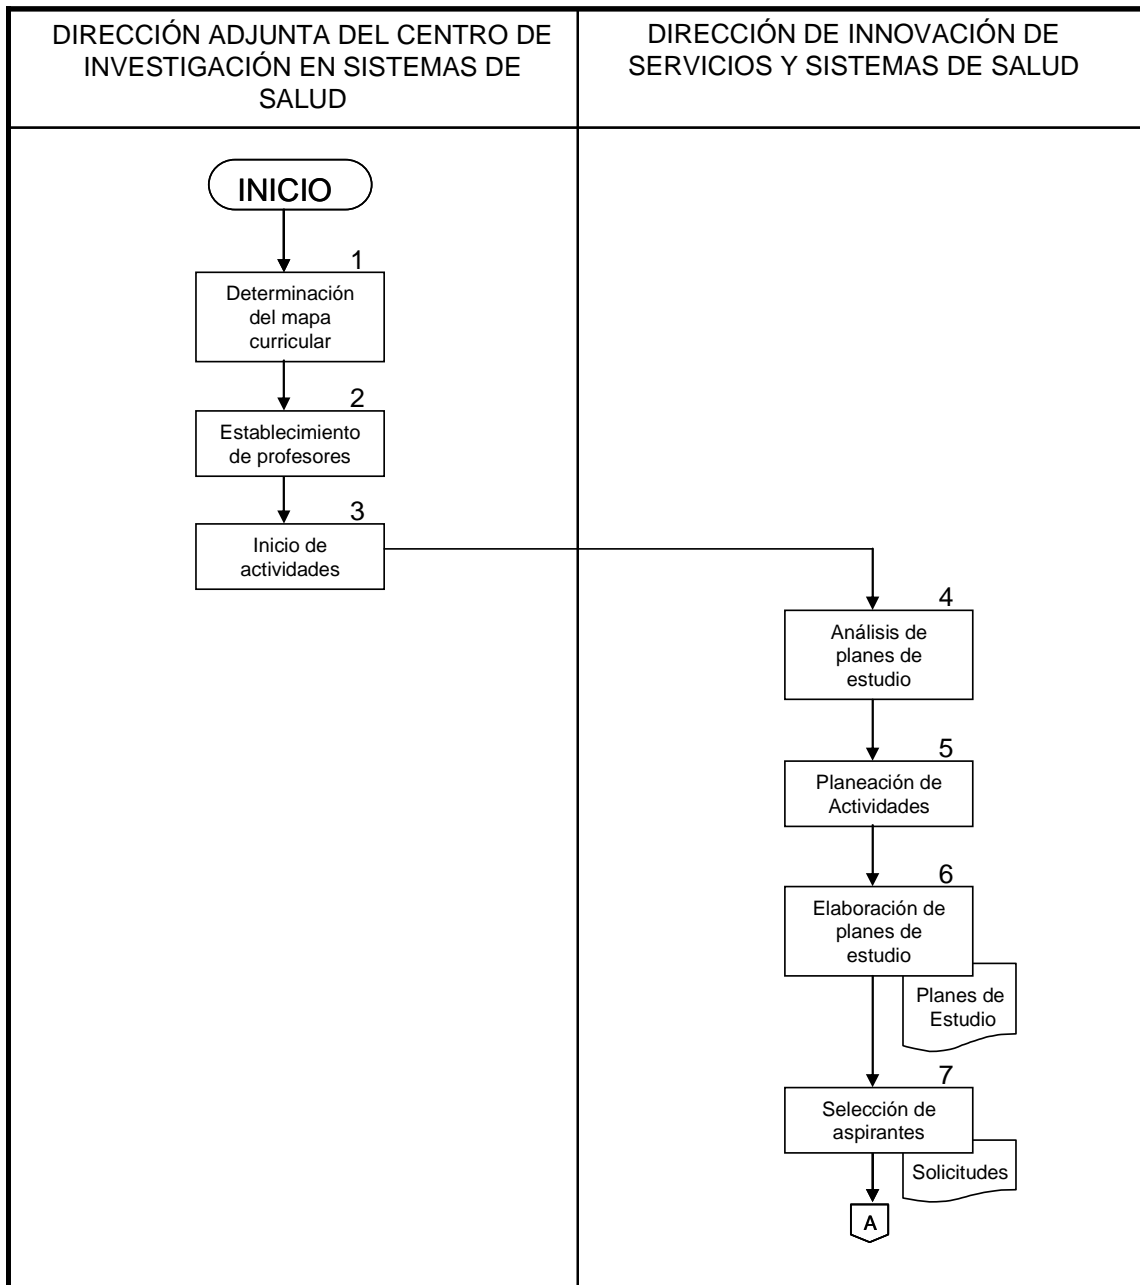 DIRECCIÓN ADJUNTA DEL CENTRO DE
INVESTIGACIÓN EN SISTEMAS DE
SALUD
DIRECCIÓN DE INNOVACIÓN DE
SERVICIOS Y SISTEMAS DE SALUD
INICIO
1
Determinación
del mapa
curricular
2
Establecimiento
de profesores
3
Inicio de
actividades
4
Análisis de
planes de
estudio
5
Planeación de
Actividades
6
Elaboración de
planes de
estudio
Planes de
Estudio
7
Selección de
aspirantes
Solicitudes
A